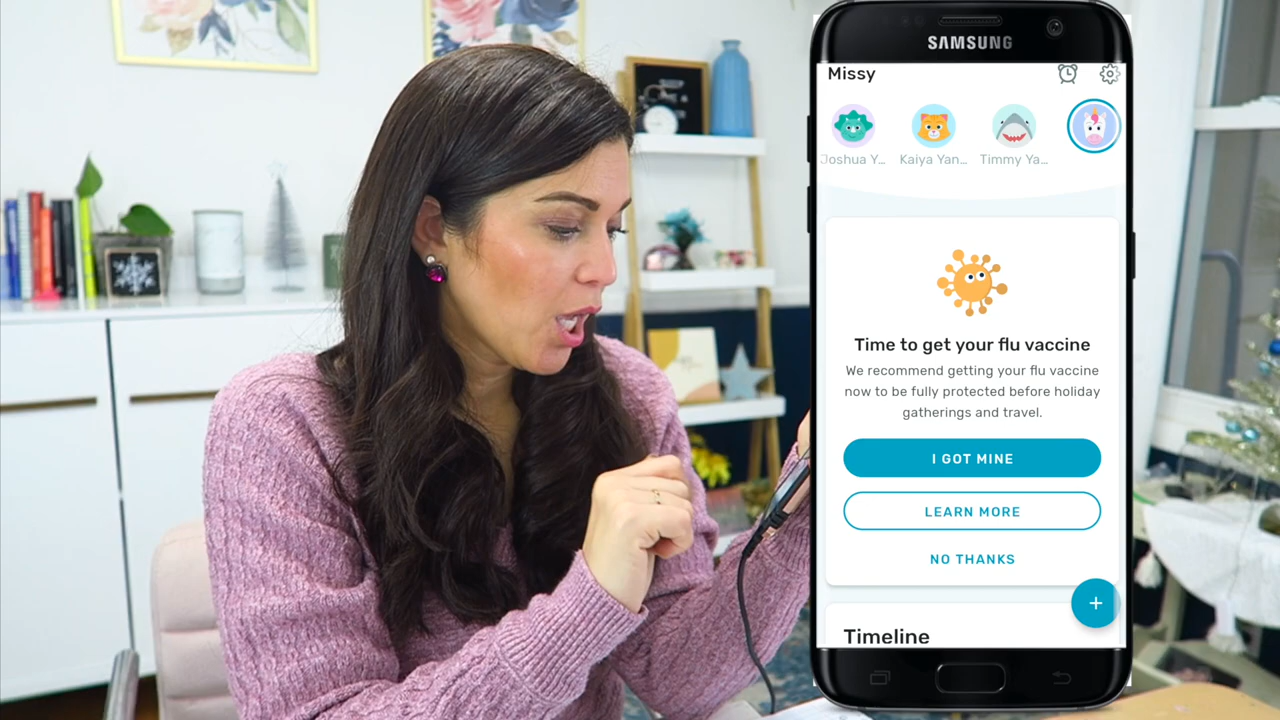 SAMSUNG
Missy
Joshua Y...
Kaiya Yan...
Timmy Ya...
Time to get your flu vaccine
We recommend getting your flu vaccine
now to be fully protected before holiday
gatherings and travel.
I GOT MINE
LEARN MORE
NO THANKS
+
Timeline